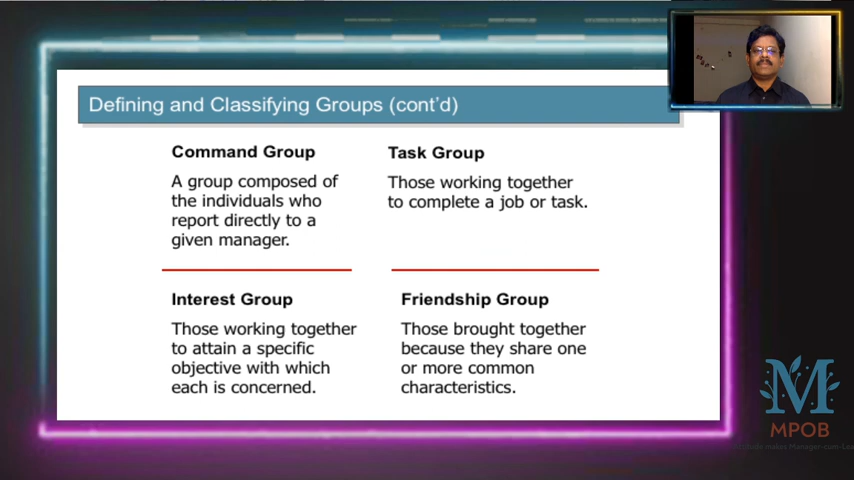 Defining and Classifying Groups (cont'd)
Command Group
A group composed of
the individuals who
report directly to a
given manager.
Task Group
Those working together
to complete a job or task.
Interest Group
Those working together
to attain a specific
objective with which
each is concerned.
Friendship Group
Those brought together
because they share one
or more common
characteristics.
M
MPOB